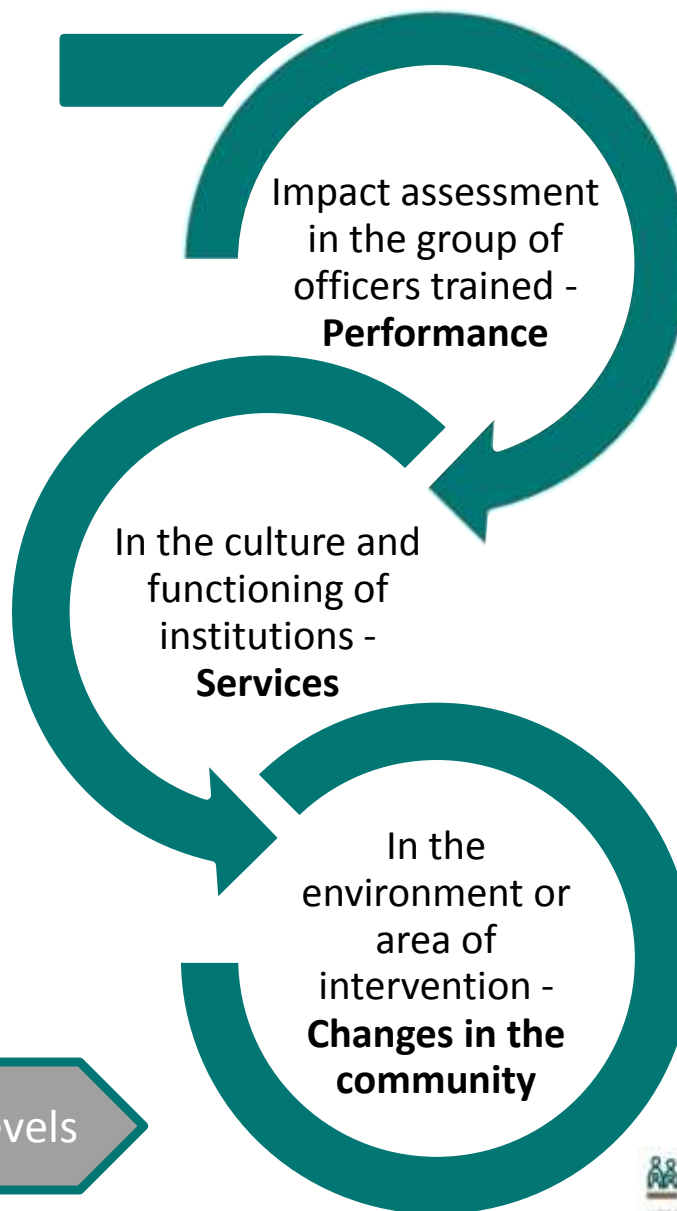 Impact assessment
in the group of
officers trained -
Performance
In the culture and
functioning of
institutions -
Services
In the
environment or
area of
intervention -
Changes in the
community